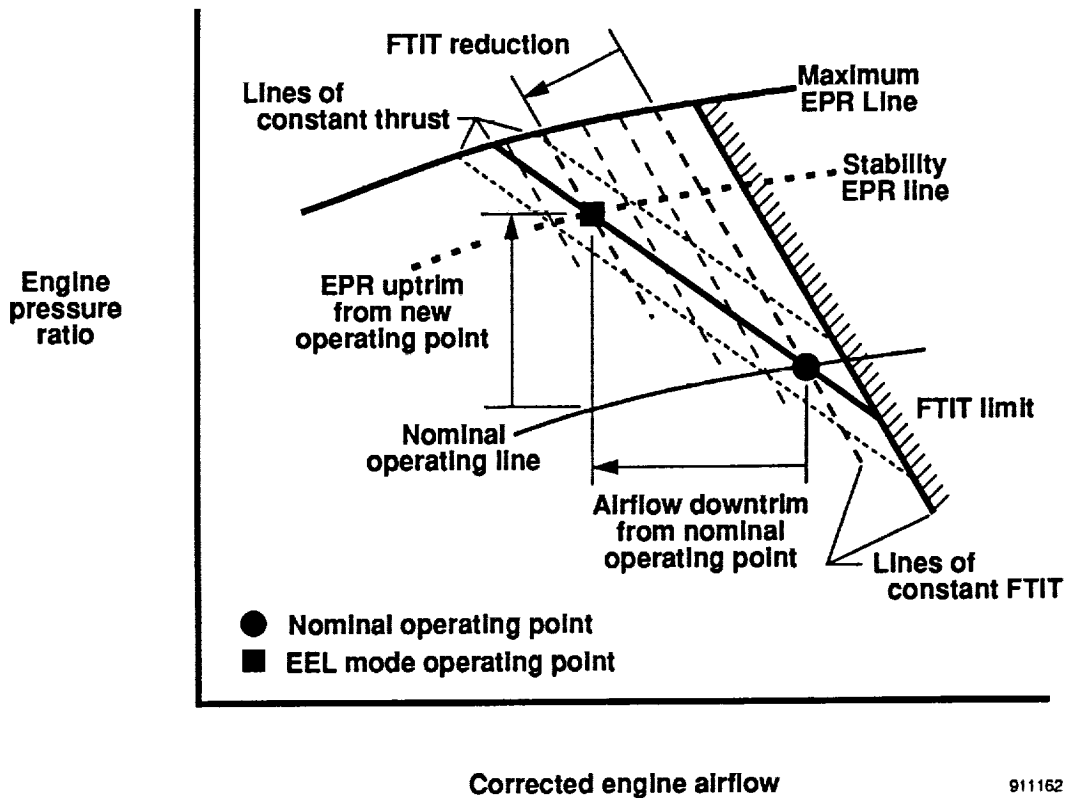 FTIT reduction
Lines of
constant thrust
Maximum
EPR Line
Stability
EPR line
Engine
pressure
ratio
EPR uptrim
from new
operating point
FTIT limit
Nominal
operating line
Airflow downtrim
from nominal
operating point
Lines of
constant FTIT
Nominal operating point
EEL mode operating point
Corrected engine airflow
911162